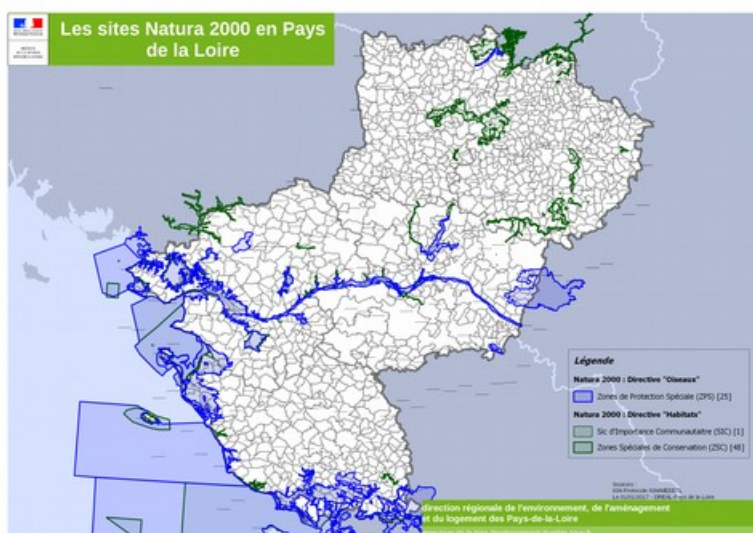 Les sites Natura 2000 en Pays
de la Loire
Légende
Natura 2000 : Directive "Oiseaux"
Zones de Protection Spéciale (ZPS) [25]
Natura 2000 : Directive "Habitats"
Sic d'Importance Communautaitre (SIC) [1]
Zones Spéciales de Conservation (ZSC) [48]
Sources :
direction régionale de l'environnement, de l'aménagement
et du logement des Pays-de-la-Loire